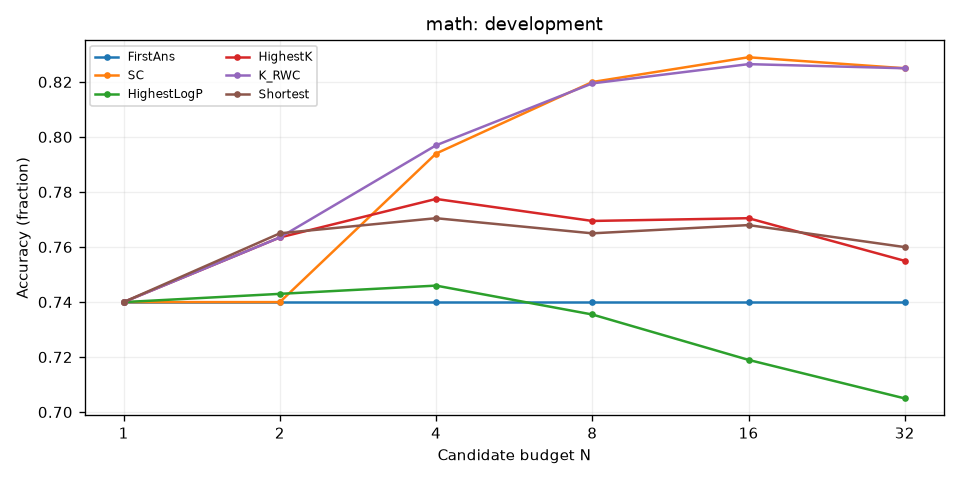 math: development
FirstAns
SC
HighestLogP
HighestK
K_RWC
Shortest
Accuracy (fraction)
0.82
0.80
0.78
0.76
0.74
0.72
0.70
1 2 4 8 16 32
Candidate budget N